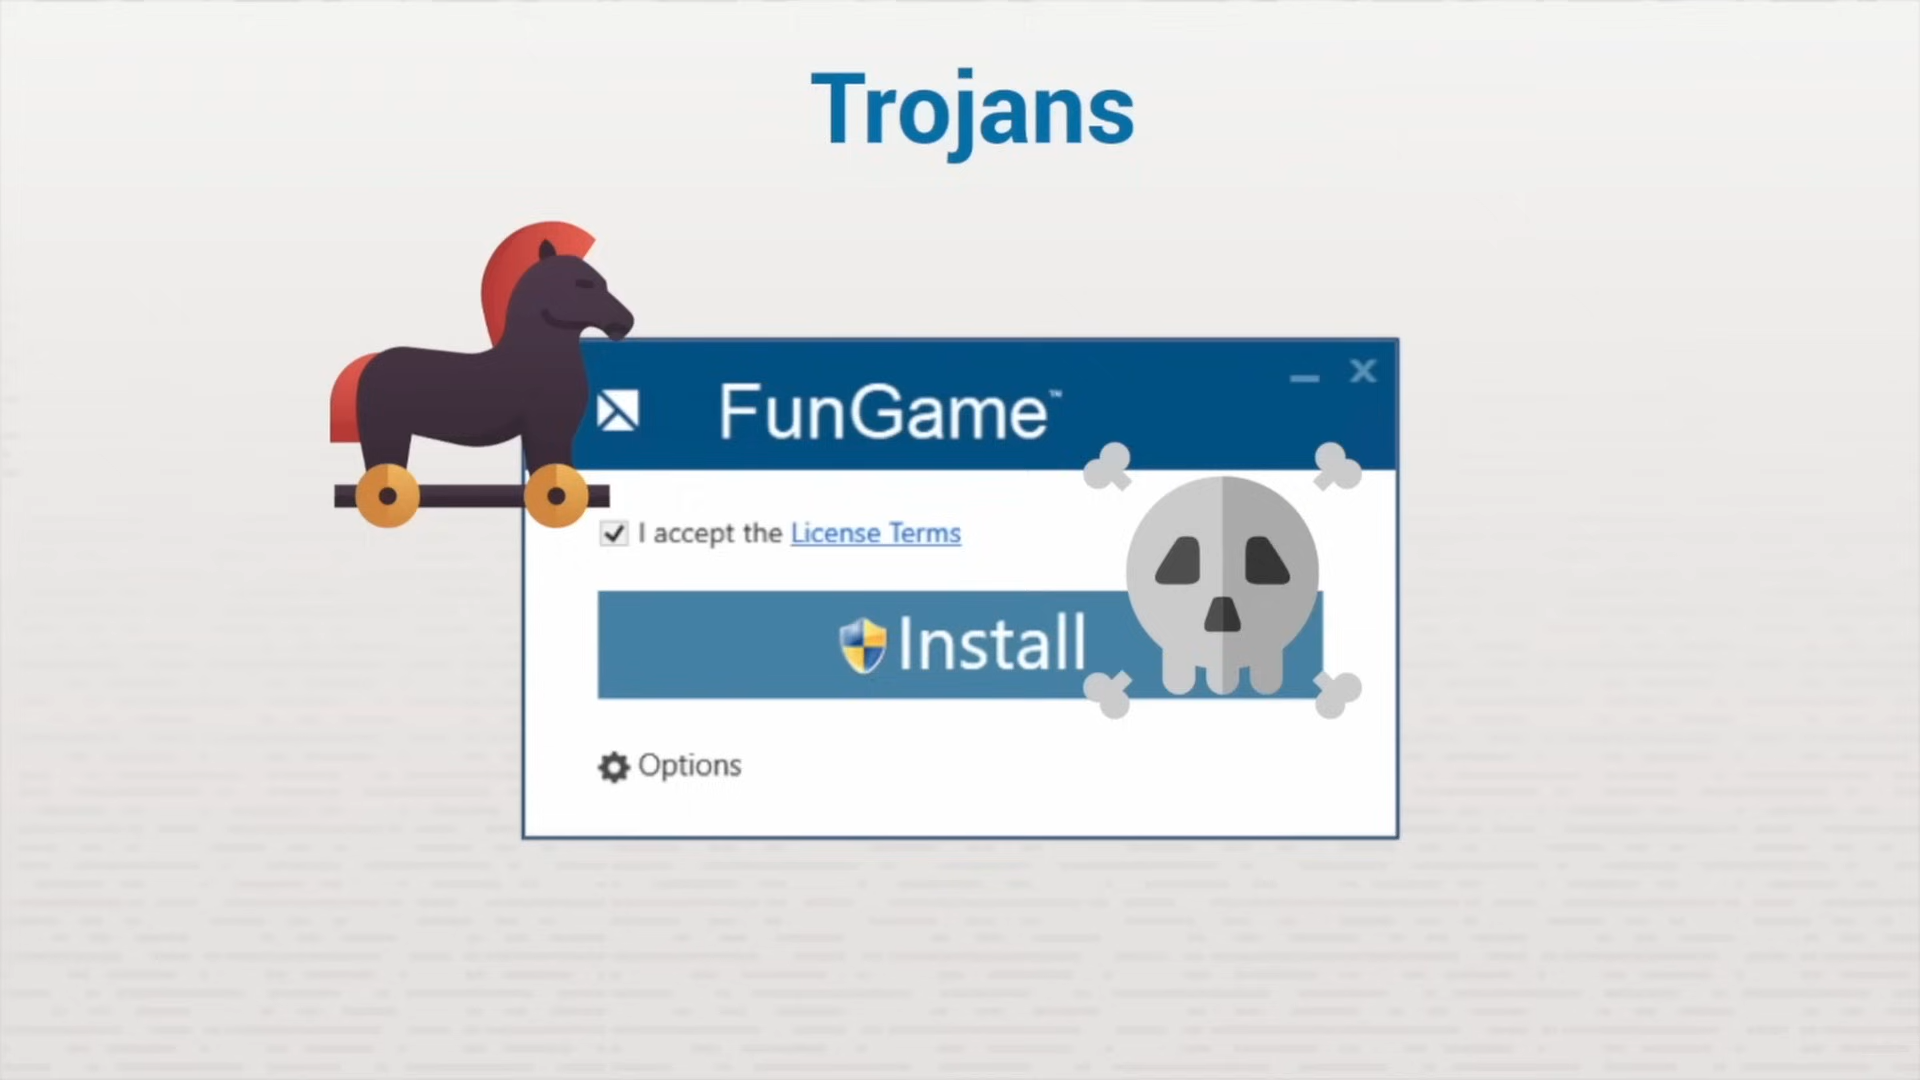 Trojans
FunGame™
I accept the License Terms
Install
Options